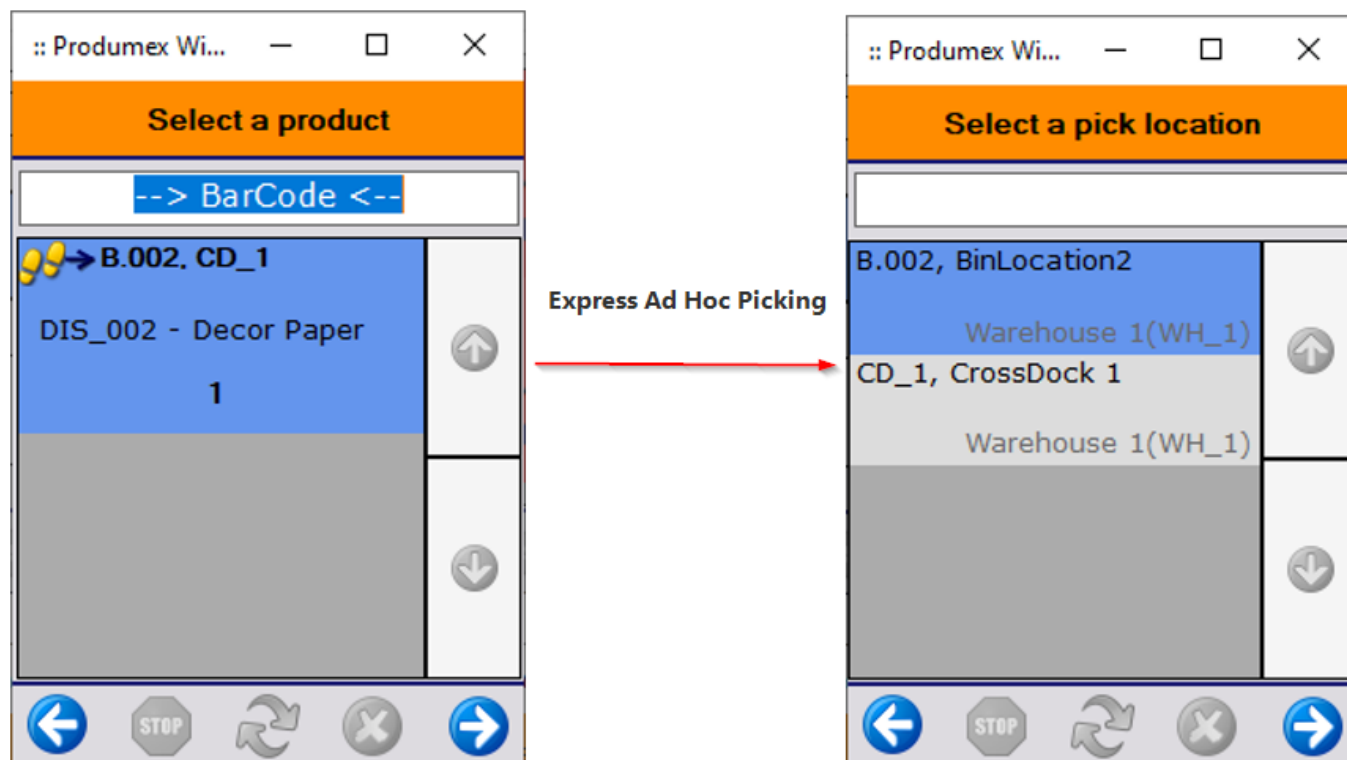 :: Produmex Wi...
Select a product
--> BarCode <--
B.002, CD_1
DIS_002 - Decor Paper
1
STOP
Express Ad Hoc Picking
:: Produmex Wi...
Select a pick location
B.002, BinLocation2
Warehouse 1(WH_1)
CD_1, CrossDock 1
Warehouse 1(WH_1)
STOP